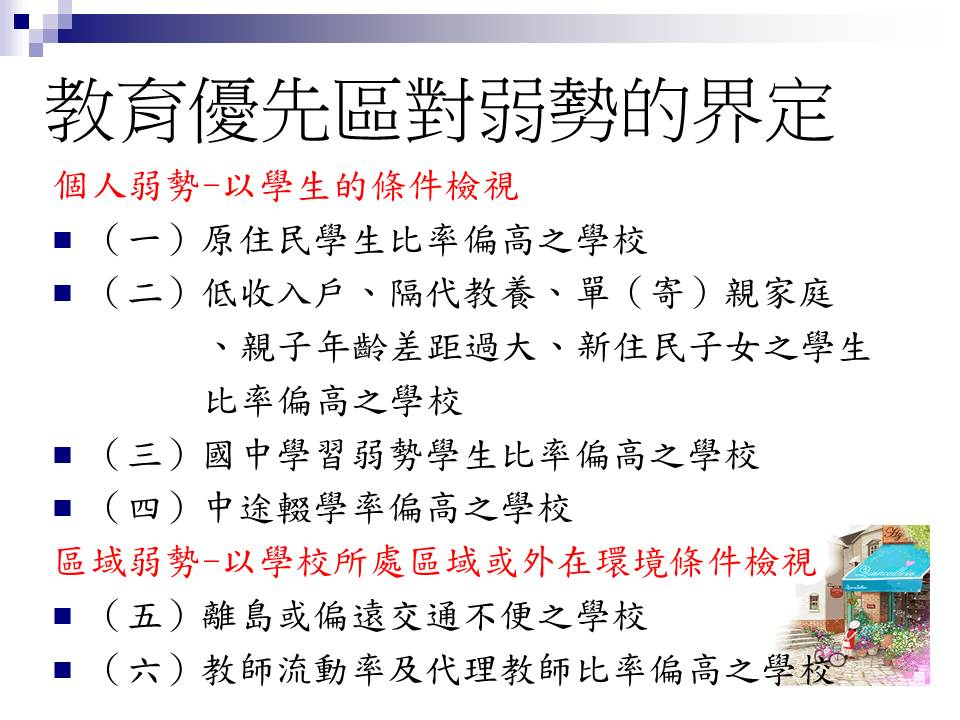 教育優先區對弱勢的界定
個人弱勢-以學生的條件檢視
（一）原住民學生比率偏高之學校
（二）低收入戶、隔代教養、單（寄）親家庭
、親子年齡差距過大、新住民子女之學生
比率偏高之學校
（三）國中學習弱勢學生比率偏高之學校
（四）中途輟學率偏高之學校
區域弱勢-以學校所處區域或外在環境條件檢視
（五）離島或偏遠交通不便之學校
（六）教師流動率及代理教師比率偏高之學校